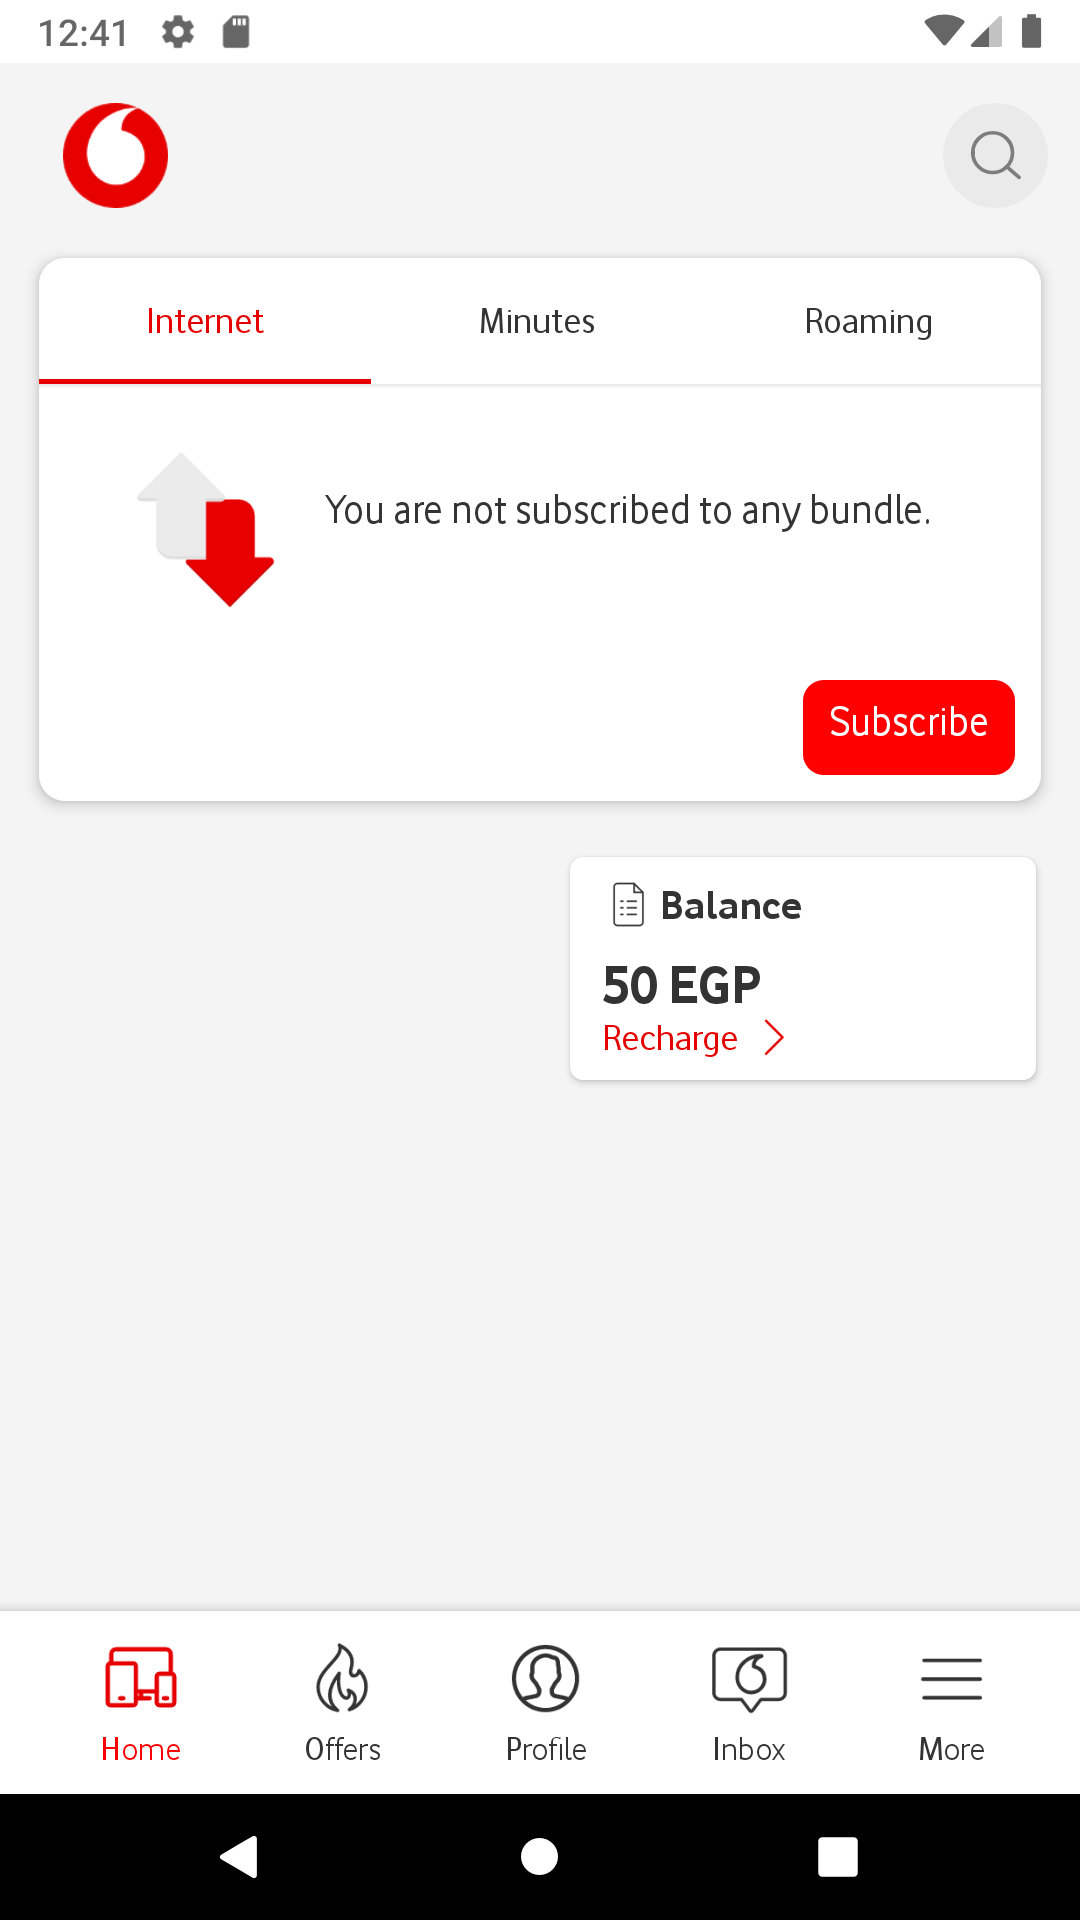 12:41
Internet
Minutes
Roaming
You are not subscribed to any bundle.
Subscribe
Balance
50 EGP
Recharge
Home
Offers
Profile
Inbox
More